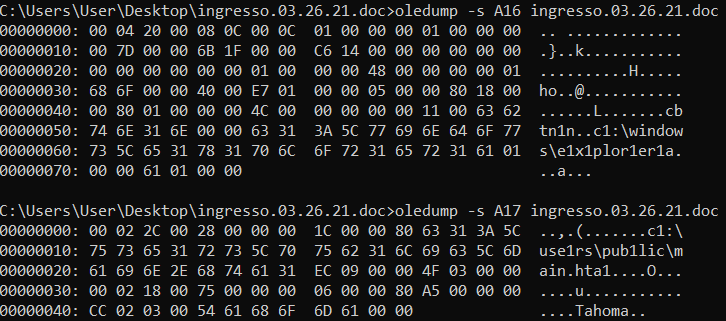 C:\Users\User\Desktop\ingresso.03.26.21.doc>oledump -s A16 ingresso.03.26.21.doc
00000000: 00 04 20 00 08 0C 00 0C  01 00 00 00 01 00 00 00  .. .............
00000010: 00 7D 00 00 6B 1F 00 00  C6 14 00 00 00 00 00 00  .}..k...........
00000020: 00 00 00 00 00 00 01 00  00 00 48 00 00 00 00 01  ..........H.....
00000030: 68 6F 00 00 40 00 E7 01  00 00 05 00 00 80 18 00  ho..@...........
00000040: 00 80 01 00 00 00 4C 00  00 00 00 00 11 00 63 62  ......L.......cb
00000050: 74 6E 31 6E 00 00 63 31  3A 5C 77 69 6E 64 6F 77  tn1n..c1:\window
00000060: 73 5C 65 31 78 31 70 6C  6F 72 31 65 72 31 61 01  s\e1x1plor1er1a.
00000070: 00 00 61 01 00 00                                 ..a...
C:\Users\User\Desktop\ingresso.03.26.21.doc>oledump -s A17 ingresso.03.26.21.doc
00000000: 00 02 2C 00 28 00 00 00  1C 00 00 80 63 31 3A 5C  ..,.(.......c1:\
00000010: 75 73 65 31 72 73 5C 70  75 62 31 6C 69 63 5C 6D  use1rs\pub1lic\m
00000020: 61 69 6E 2E 68 74 61 31  EC 09 00 00 4F 03 00 00  ain.hta1....O...
00000030: 00 02 18 00 75 00 00 00  06 00 00 80 A5 00 00 00  ....u...........
00000040: CC 02 03 00 54 61 68 6F  6D 61 00 00              ....Tahoma..